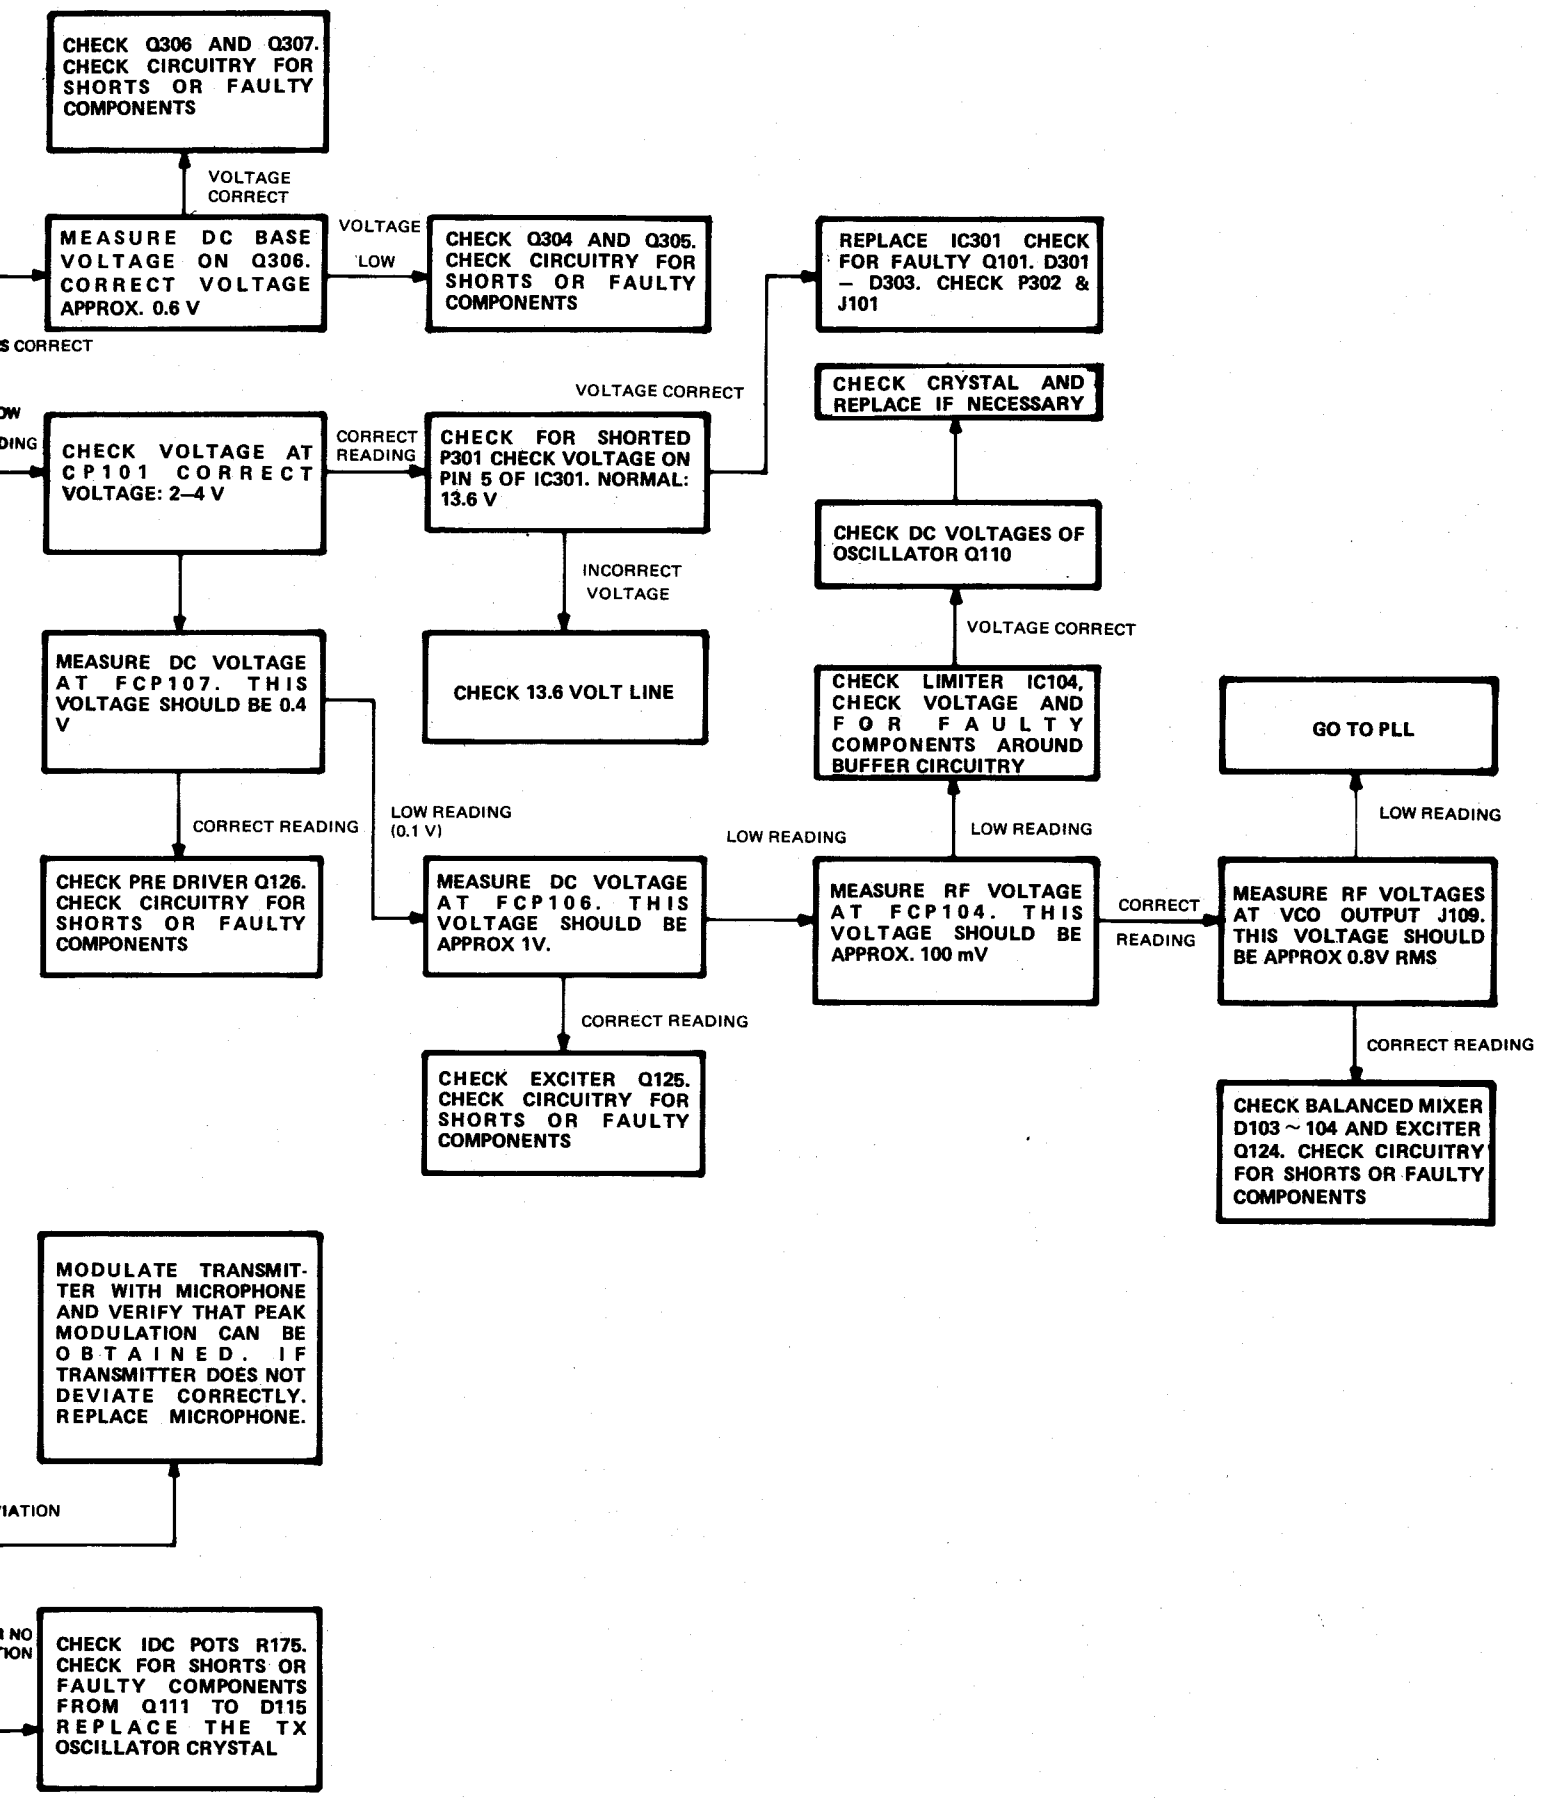 CHECK Q306 AND Q307.
CHECK CIRCUITRY FOR
SHORTS OR FAULTY
COMPONENTS
VOLTAGE
CORRECT
MEASURE DC BASE
VOLTAGE ON Q306.
CORRECT VOLTAGE
APPROX. 0.6 V
VOLTAGE
LOW
CHECK Q304 AND Q305.
CHECK CIRCUITRY FOR
SHORTS OR FAULTY
COMPONENTS
REPLACE IC301 CHECK
FOR FAULTY Q101. D301
– D303. CHECK P302 &
J101
S CORRECT
VOLTAGE CORRECT
CHECK CRYSTAL AND
REPLACE IF NECESSARY
OW
DING
CHECK VOLTAGE AT
CP101 CORRECT
VOLTAGE: 2–4 V
CORRECT
READING
CHECK FOR SHORTED
P301 CHECK VOLTAGE ON
PIN 5 OF IC301. NORMAL:
13.6 V
CHECK DC VOLTAGES OF
OSCILLATOR Q110
INCORRECT
VOLTAGE
VOLTAGE CORRECT
MEASURE DC VOLTAGE
AT FCP107. THIS
VOLTAGE SHOULD BE 0.4
V
CHECK 13.6 VOLT LINE
CHECK LIMITER IC104,
CHECK VOLTAGE AND
FOR FAULTY
COMPONENTS AROUND
BUFFER CIRCUITRY
GO TO PLL
CORRECT READING
LOW READING
(0.1 V)
LOW READING
LOW READING
LOW READING
CHECK PRE DRIVER Q126.
CHECK CIRCUITRY FOR
SHORTS OR FAULTY
COMPONENTS
MEASURE DC VOLTAGE
AT FCP106. THIS
VOLTAGE SHOULD BE
APPROX 1V.
MEASURE RF VOLTAGE
AT FCP104. THIS
VOLTAGE SHOULD BE
APPROX. 100 mV
CORRECT
READING
MEASURE RF VOLTAGES
AT VCO OUTPUT J109.
THIS VOLTAGE SHOULD
BE APPROX 0.8V RMS
CORRECT READING
CORRECT READING
CHECK EXCITER Q125.
CHECK CIRCUITRY FOR
SHORTS OR FAULTY
COMPONENTS
CHECK BALANCED MIXER
D103 ~ 104 AND EXCITER
Q124. CHECK CIRCUITRY
FOR SHORTS OR FAULTY
COMPONENTS
MODULATE TRANSMIT-
TER WITH MICROPHONE
AND VERIFY THAT PEAK
MODULATION CAN BE
OBTAINED. IF
TRANSMITTER DOES NOT
DEVIATE CORRECTLY.
REPLACE MICROPHONE.
VIATION
R NO
TION
CHECK IDC POTS R175.
CHECK FOR SHORTS OR
FAULTY COMPONENTS
FROM Q111 TO D115
REPLACE THE TX
OSCILLATOR CRYSTAL